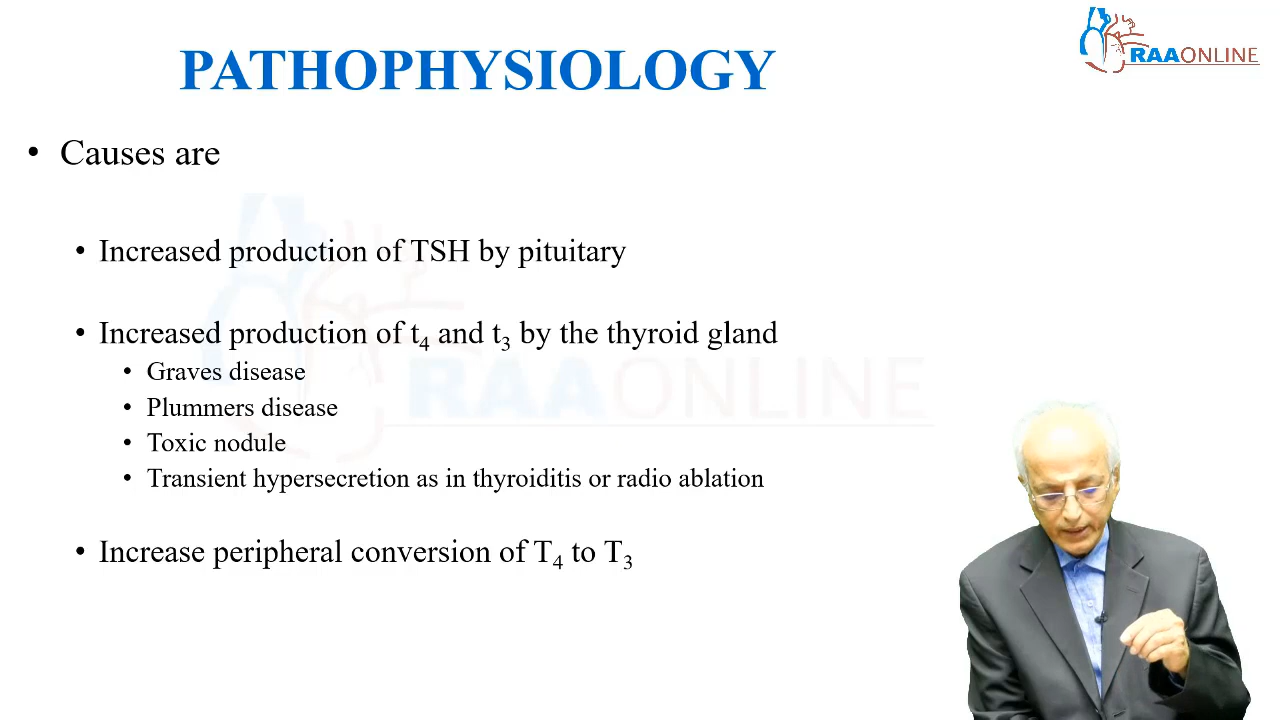 PATHOPHYSIOLOGY
RAAONLINE
• Causes are
• Increased production of TSH by pituitary
• Increased production of t₄ and t₃ by the thyroid gland
• Graves disease
• Plummers disease
• Toxic nodule
• Transient hypersecretion as in thyroiditis or radio ablation
• Increase peripheral conversion of T₄ to T₃
RAAONLINE